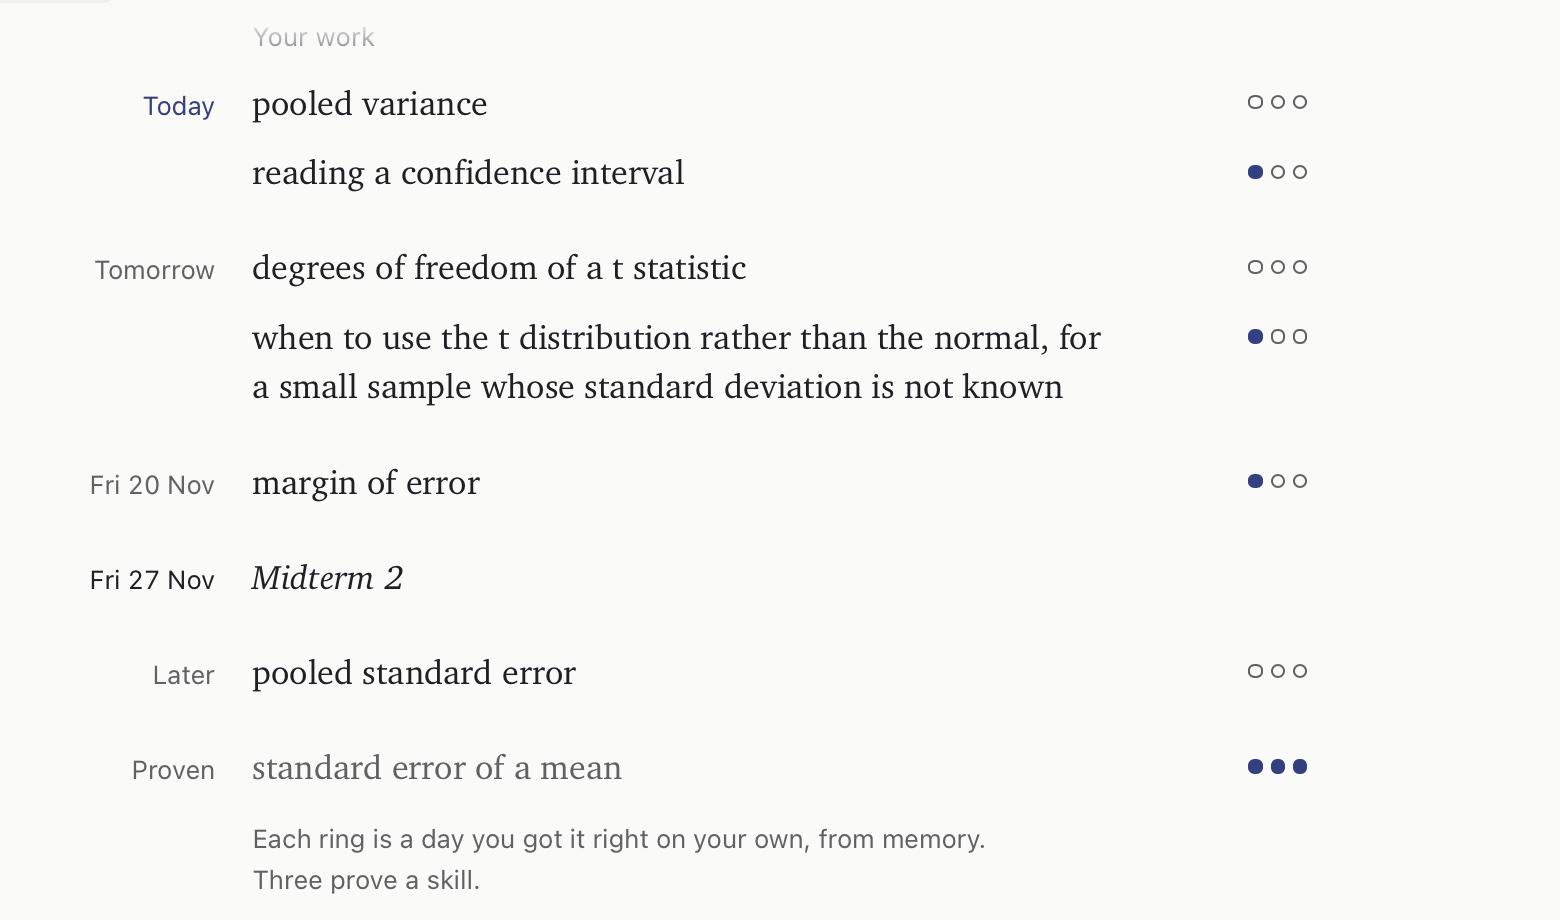 Your work
Today pooled variance
reading a confidence interval
Tomorrow degrees of freedom of a t statistic
when to use the t distribution rather than the normal, for
a small sample whose standard deviation is not known
Fri 20 Nov margin of error
Fri 27 Nov Midterm 2
Later pooled standard error
Proven standard error of a mean
Each ring is a day you got it right on your own, from memory.
Three prove a skill.